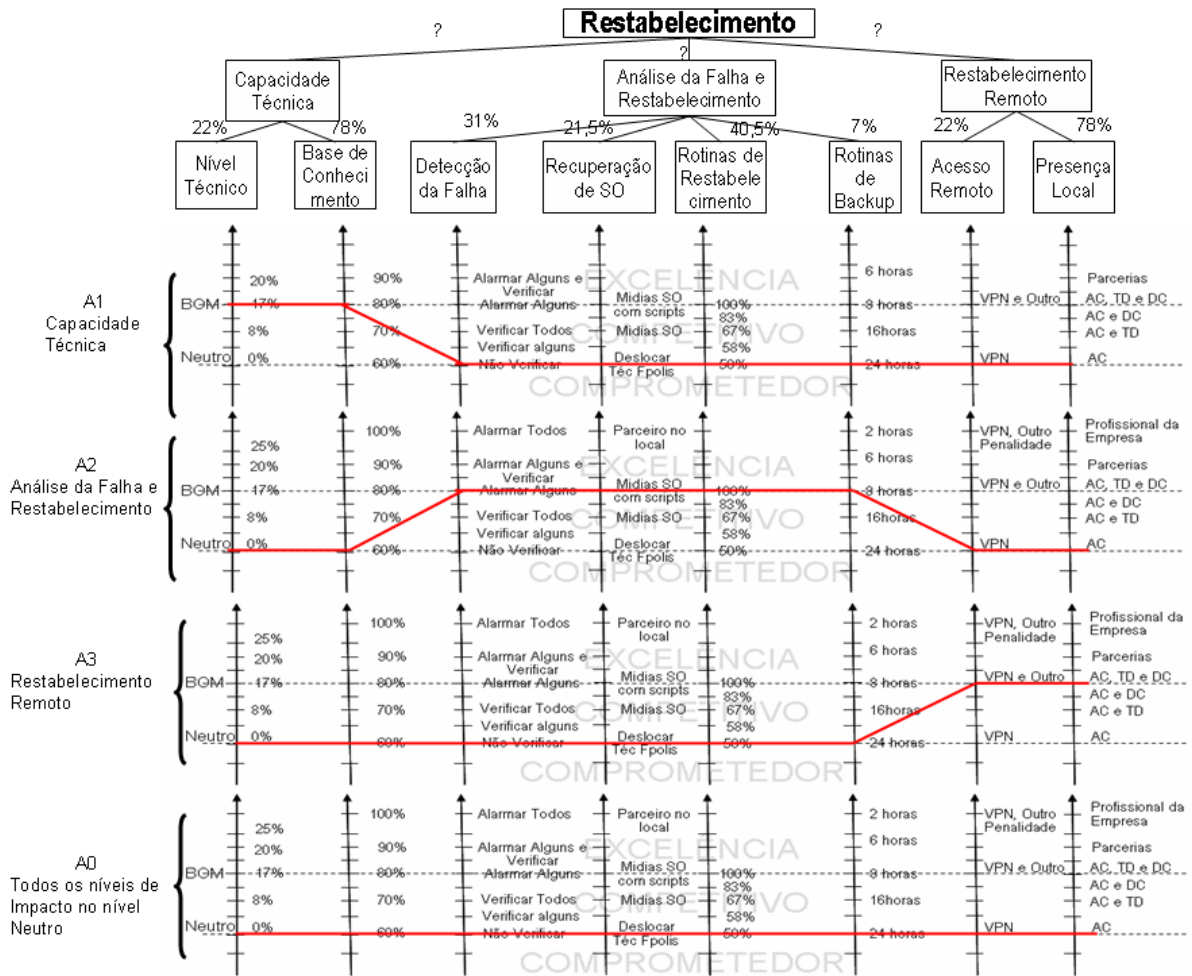 Restabelecimento
?
?
?
Capacidade
Técnica
Análise da Falha e
Restabelecimento
Restabelecimento
Remoto
22%
78%
31%
21,5%
40,5%
7%
22%
78%
Nível
Técnico
Base de
Conheci
mento
Detecção
da Falha
Recuperação
de SO
Rotinas de
Restabele
cimento
Rotinas
de
Backup
Acesso
Remoto
Presença
Local
A1
Capacidade
Técnica
BOM
Neutro
20%
17%
8%
0%
90%
80%
70%
60%
Alarmar Alguns e
Verificar
Alarmar Alguns
Verificar Todos
Verificar alguns
Não Verificar
Midias SO
com scripts
Midias SO
Deslocar
Téc Fpolis
100%
83%
67%
58%
50%
6 horas
8 horas
16horas
24 horas
VPN e Outro
VPN
Parcerias
AC, TD e DC
AC e DC
AC e TD
AC
EXCELENCIA
COMPETITIVO
COMPROMETEDOR
A2
Análise da Falha e
Restabelecimento
BOM
Neutro
25%
20%
17%
8%
0%
100%
90%
80%
70%
60%
Alarmar Todos
Alarmar Alguns e
Verificar
Alarmar Alguns
Verificar Todos
Verificar alguns
Não Verificar
Parceiro no
local
Midias SO
com scripts
Midias SO
Deslocar
Téc Fpolis
100%
83%
67%
58%
50%
2 horas
6 horas
8 horas
16horas
24 horas
VPN, Outro
Penalidade
VPN e Outro
VPN
Profissional da
Empresa
Parcerias
AC, TD e DC
AC e DC
AC e TD
AC
EXCELENCIA
COMPETITIVO
COMPROMETEDOR
A3
Restabelecimento
Remoto
BOM
Neutro
25%
20%
17%
8%
0%
100%
90%
80%
70%
60%
Alarmar Todos
Alarmar Alguns e
Verificar
Alarmar Alguns
Verificar Todos
Verificar alguns
Não Verificar
Parceiro no
local
Midias SO
com scripts
Midias SO
Deslocar
Téc Fpolis
100%
83%
67%
58%
50%
2 horas
6 horas
8 horas
16horas
24 horas
VPN, Outro
Penalidade
VPN e Outro
VPN
Profissional da
Empresa
Parcerias
AC, TD e DC
AC e DC
AC e TD
AC
EXCELENCIA
COMPETITIVO
COMPROMETEDOR
A0
Todos os níveis de
Impacto no nível
Neutro
BOM
Neutro
25%
20%
17%
8%
0%
100%
90%
80%
70%
60%
Alarmar Todos
Alarmar Alguns e
Verificar
Alarmar Alguns
Verificar Todos
Verificar alguns
Não Verificar
Parceiro no
local
Midias SO
com scripts
Midias SO
Deslocar
Téc Fpolis
100%
83%
67%
58%
50%
2 horas
6 horas
8 horas
16horas
24 horas
VPN, Outro
Penalidade
VPN e Outro
VPN
Profissional da
Empresa
Parcerias
AC, TD e DC
AC e DC
AC e TD
AC
EXCELENCIA
COMPETITIVO
COMPROMETEDOR